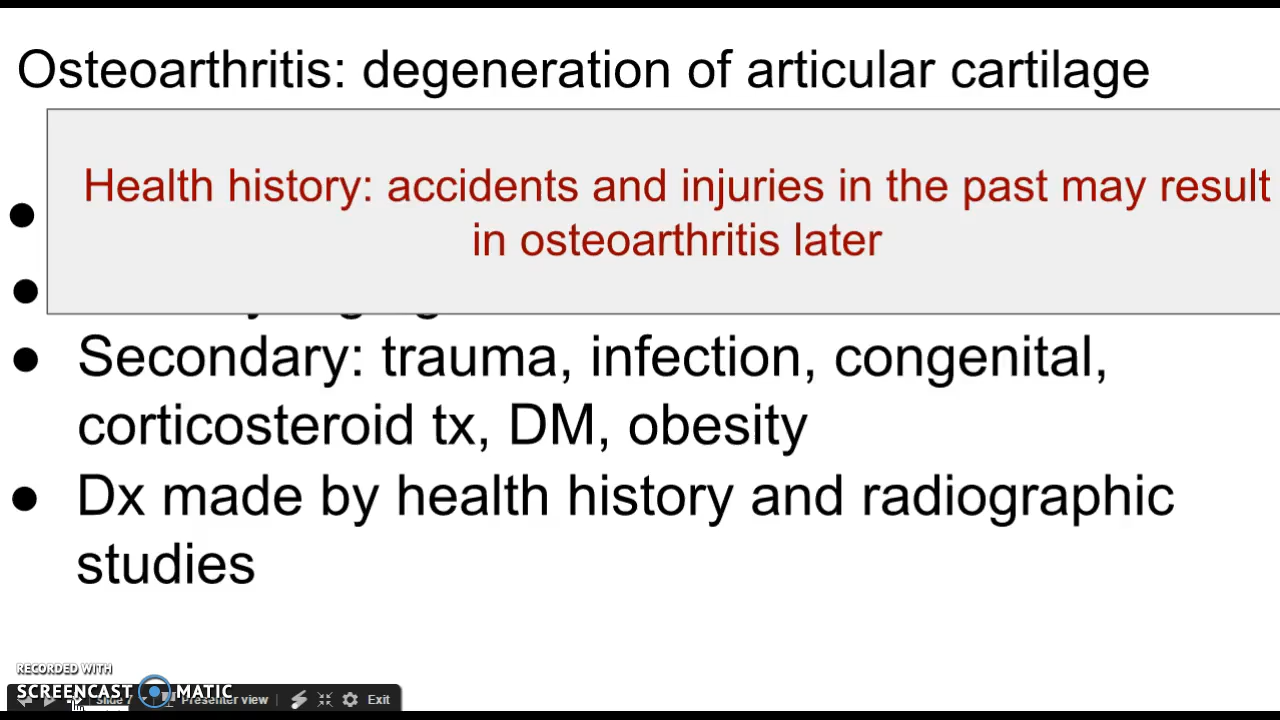 Osteoarthritis: degeneration of articular cartilage
Health history: accidents and injuries in the past may result
in osteoarthritis later
● Secondary: trauma, infection, congenital,
corticosteroid tx, DM, obesity
● Dx made by health history and radiographic
studies
RECORDED WITH
SCREENCAST MATIC
Slide 7 Presenter view Exit